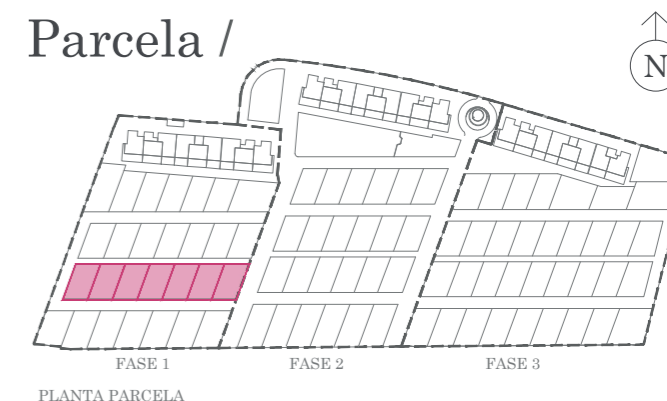 Parcela /
N
FASE 1
FASE 2
FASE 3
PLANTA PARCELA